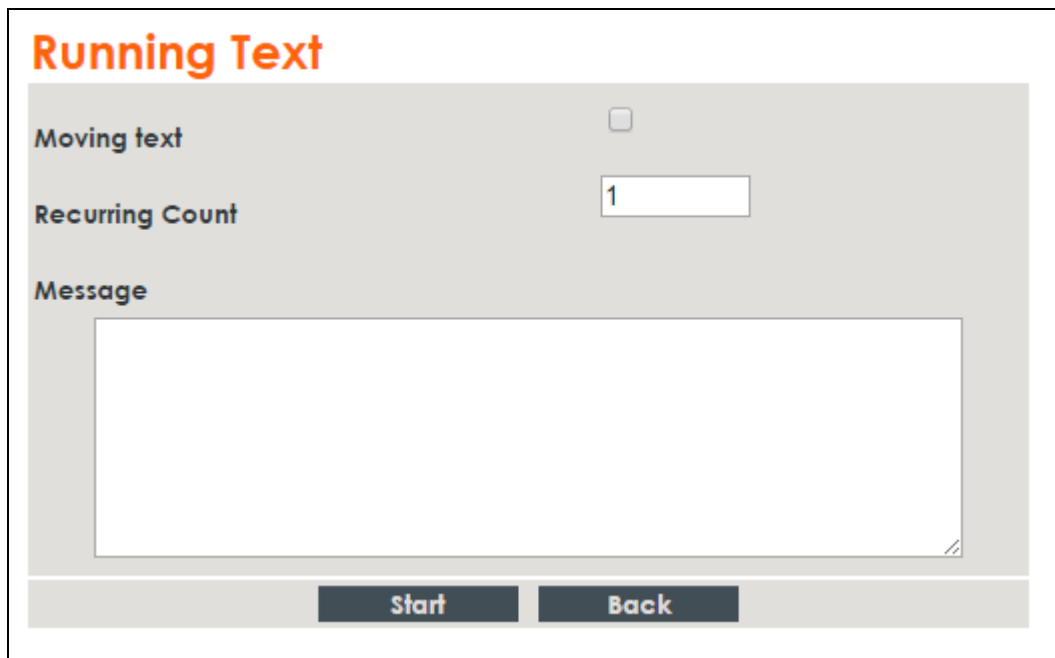 Running Text
Moving text
Recurring Count
1
Message
Start
Back